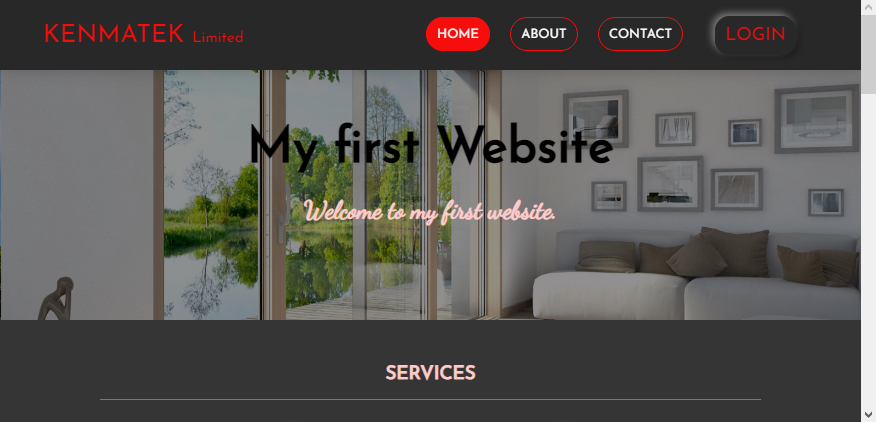 KENMATEK Limited
HOME
ABOUT
CONTACT
LOGIN
My first Website
Welcome to my first website.
SERVICES